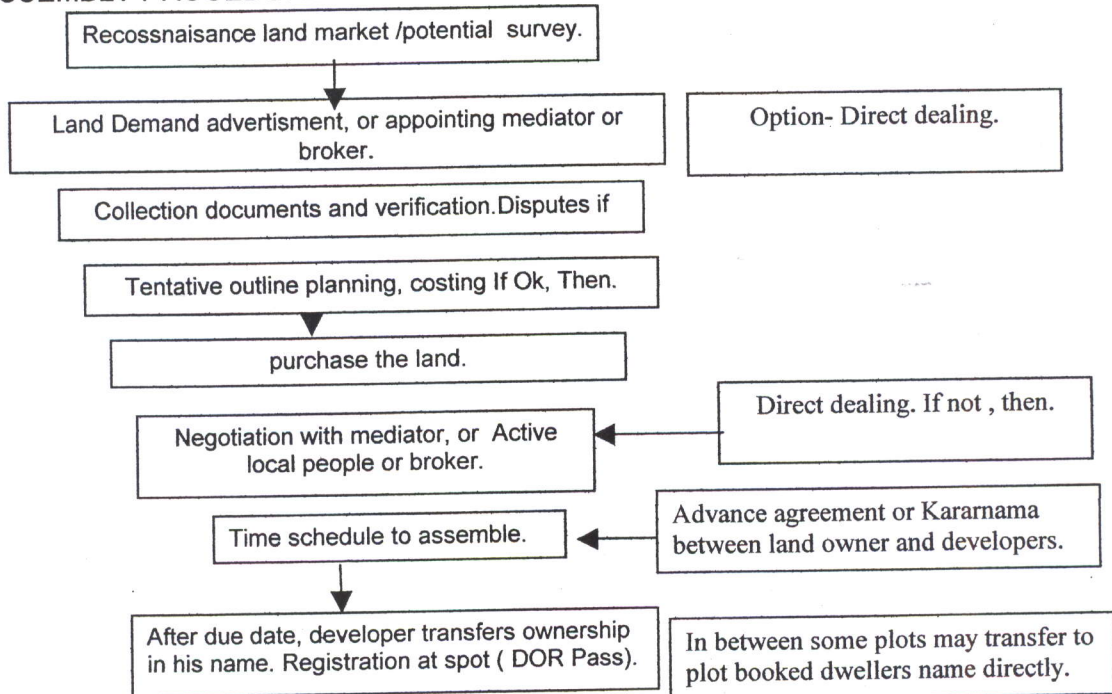 Recossnaisance land market /potential survey.
Land Demand advertisment, or appointing mediator or
broker.
Option- Direct dealing.
Collection documents and verification.Disputes if
Tentative outline planning, costing If Ok, Then.
purchase the land.
Direct dealing. If not , then.
Negotiation with mediator, or Active
local people or broker.
Time schedule to assemble.
Advance agreement or Kararnama
between land owner and developers.
After due date, developer transfers ownership
in his name. Registration at spot ( DOR Pass).
In between some plots may transfer to
plot booked dwellers name directly.